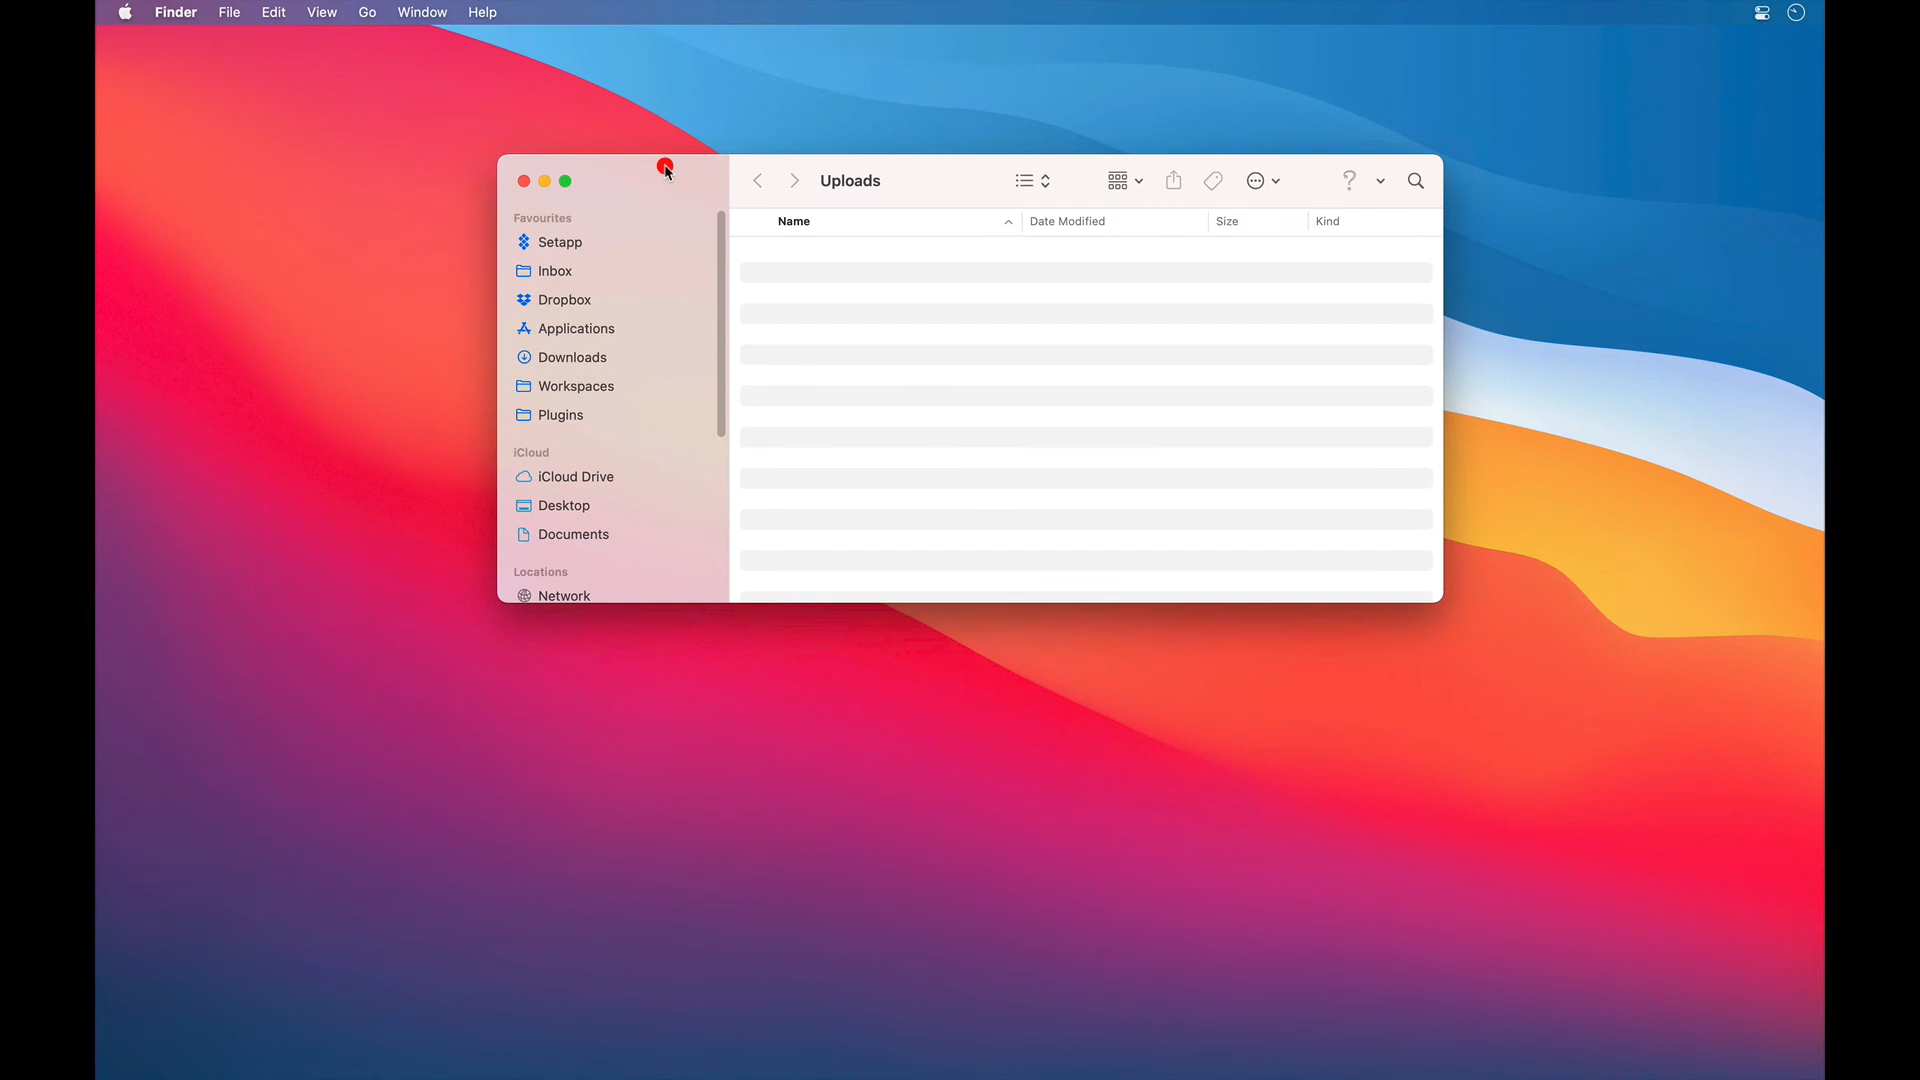 Finder File Edit View Go Window Help
Uploads
Name Date Modified Size Kind
Favourites
Setapp
Inbox
Dropbox
Applications
Downloads
Workspaces
Plugins
iCloud
iCloud Drive
Desktop
Documents
Locations
Network